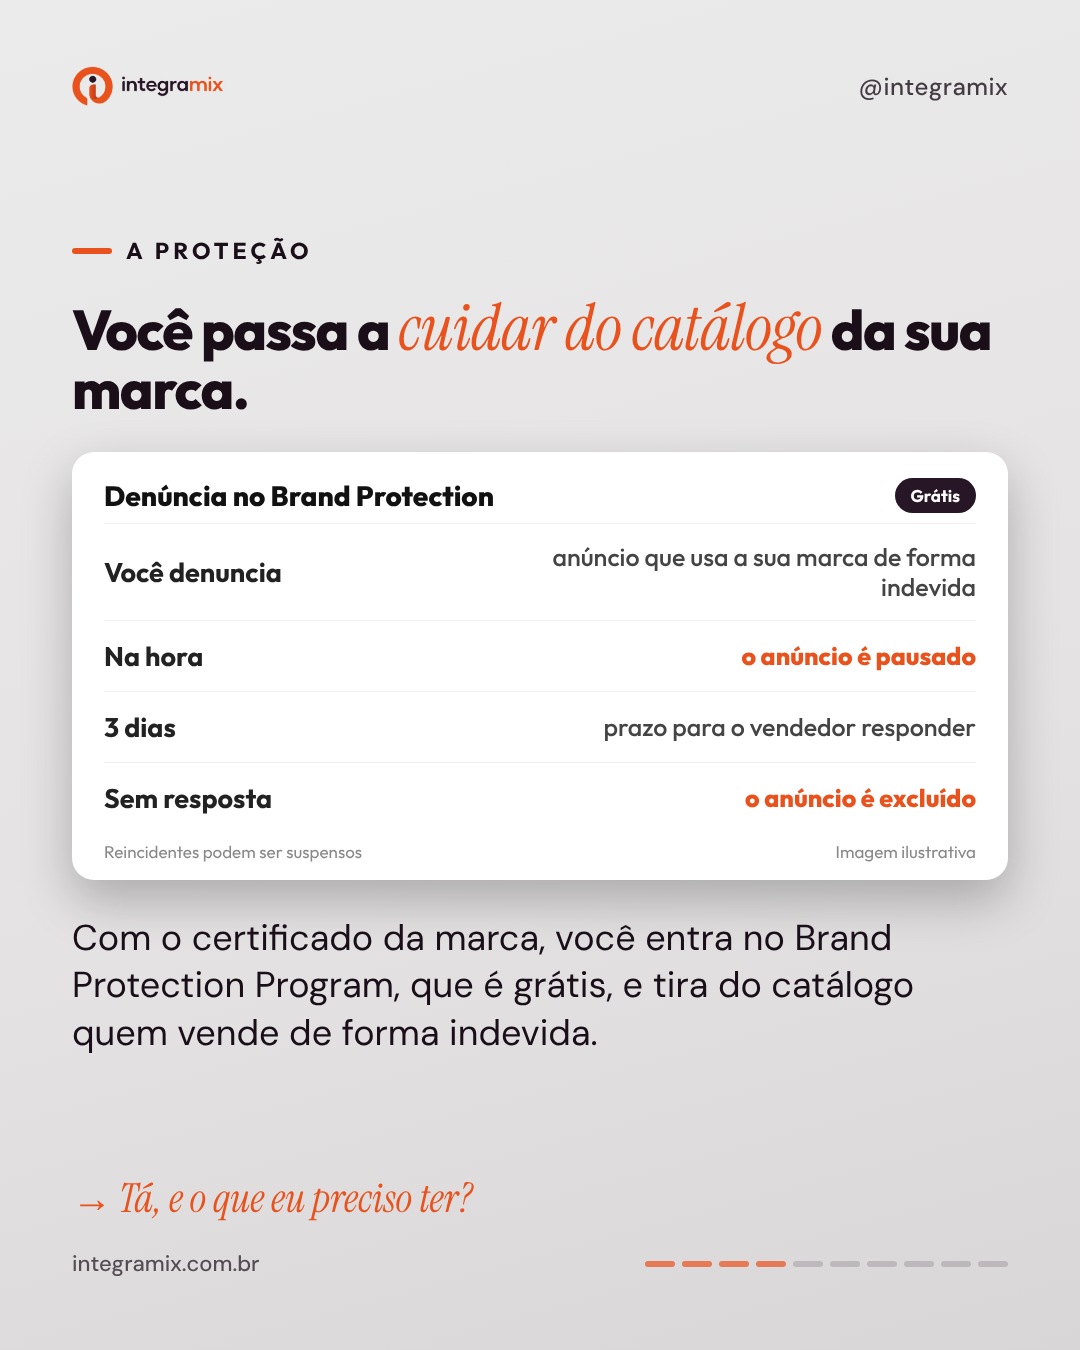 integramix
@integramix
A PROTEÇÃO
Você passa a cuidar do catálogo da sua
marca.
Denúncia no Brand Protection
Grátis
Você denuncia
anúncio que usa a sua marca de forma
indevida
Na hora
o anúncio é pausado
3 dias
prazo para o vendedor responder
Sem resposta
o anúncio é excluído
Reincidentes podem ser suspensos
Imagem ilustrativa
Com o certificado da marca, você entra no Brand
Protection Program, que é grátis, e tira do catálogo
quem vende de forma indevida.
→ Tá, e o que eu preciso ter?
integramix.com.br